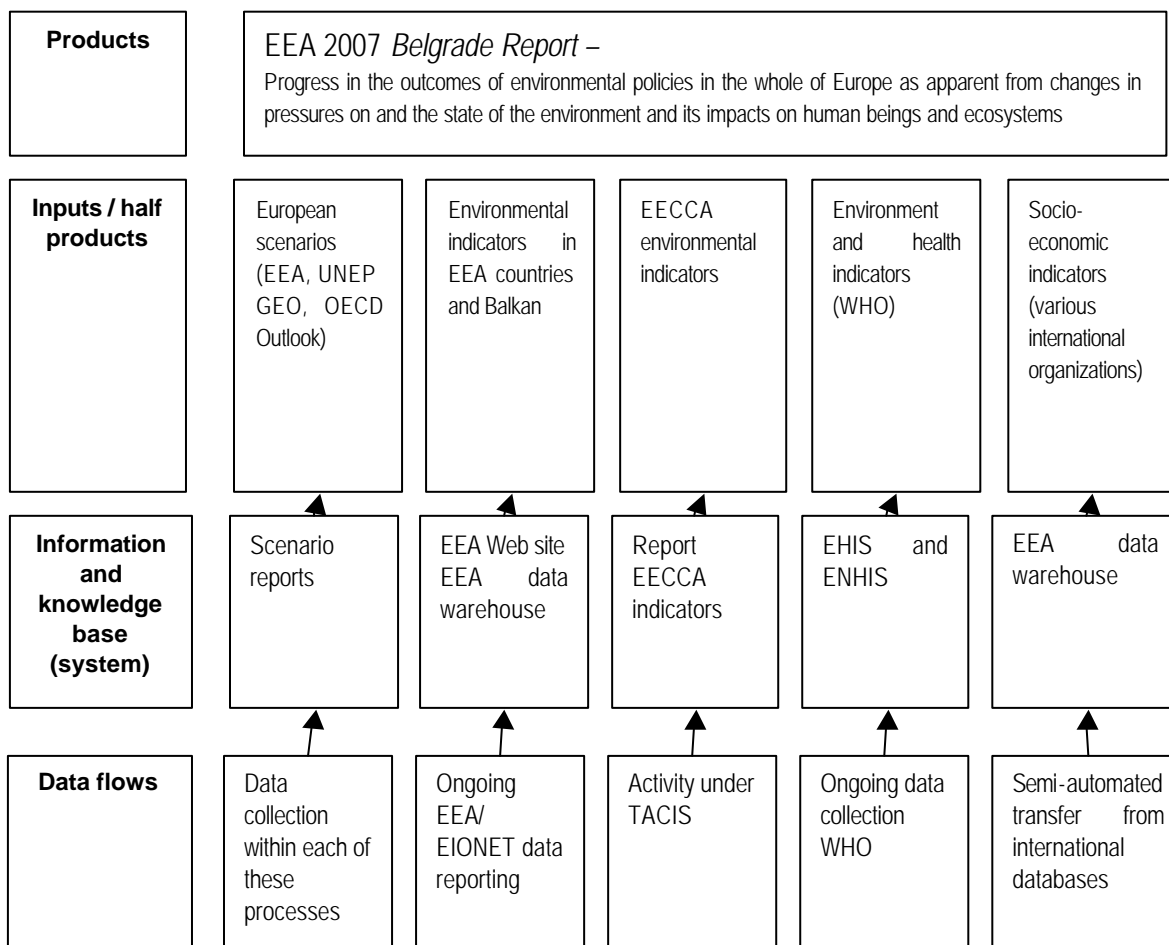 Products
EEA 2007 Belgrade Report –
Progress in the outcomes of environmental policies in the whole of Europe as apparent from changes in
pressures on and the state of the environment and its impacts on human beings and ecosystems
Inputs / half
products
European
scenarios
(EEA, UNEP
GEO, OECD
Outlook)
Environmental
indicators in
EEA countries
and Balkan
EECCA
environmental
indicators
Environment
and health
indicators
(WHO)
Socio-
economic
indicators
(various
international
organizations)
Information
and
knowledge
base
(system)
Scenario
reports
EEA Web site
EEA data
warehouse
Report
EECCA
indicators
EHIS and
ENHIS
EEA data
warehouse
Data flows
Data
collection
within each of
these
processes
Ongoing
EEA/
EIONET data
reporting
Activity under
TACIS
Ongoing data
collection
WHO
Semi-automated
transfer from
international
databases